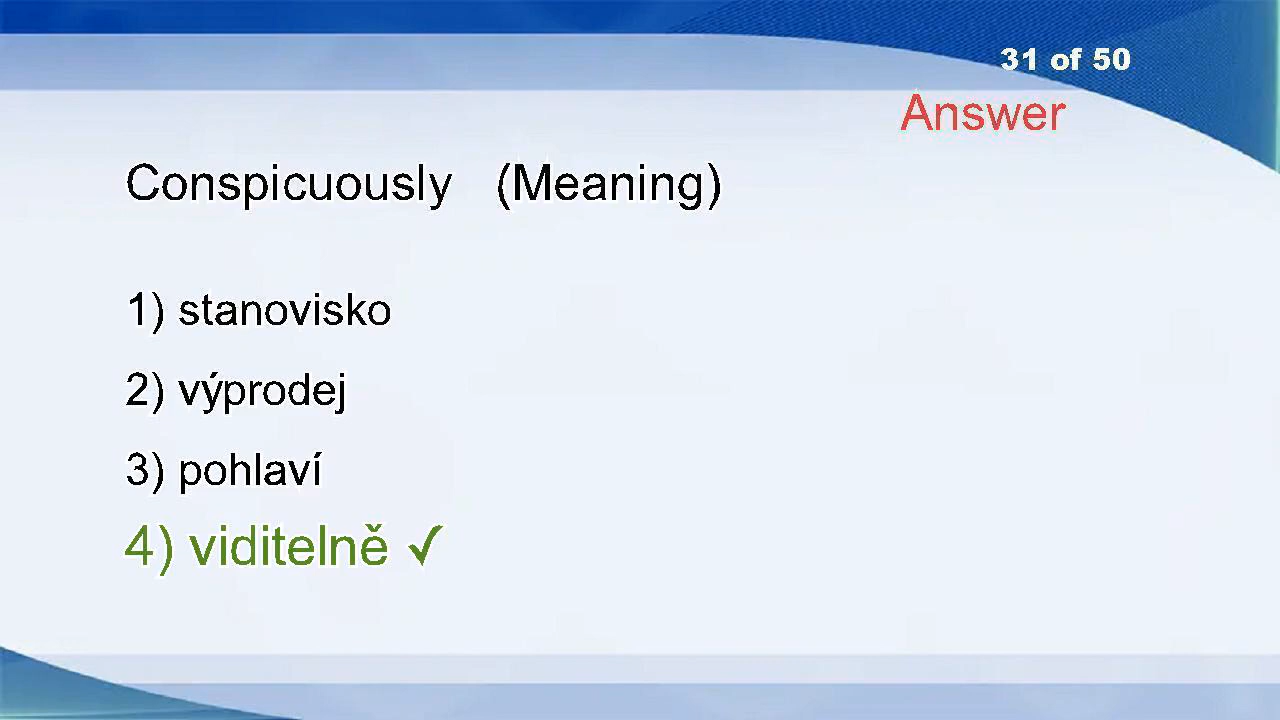 31 of 50
Answer
Conspicuously (Meaning)
1) stanovisko
2) výprodej
3) pohlaví
4) viditelně ✓